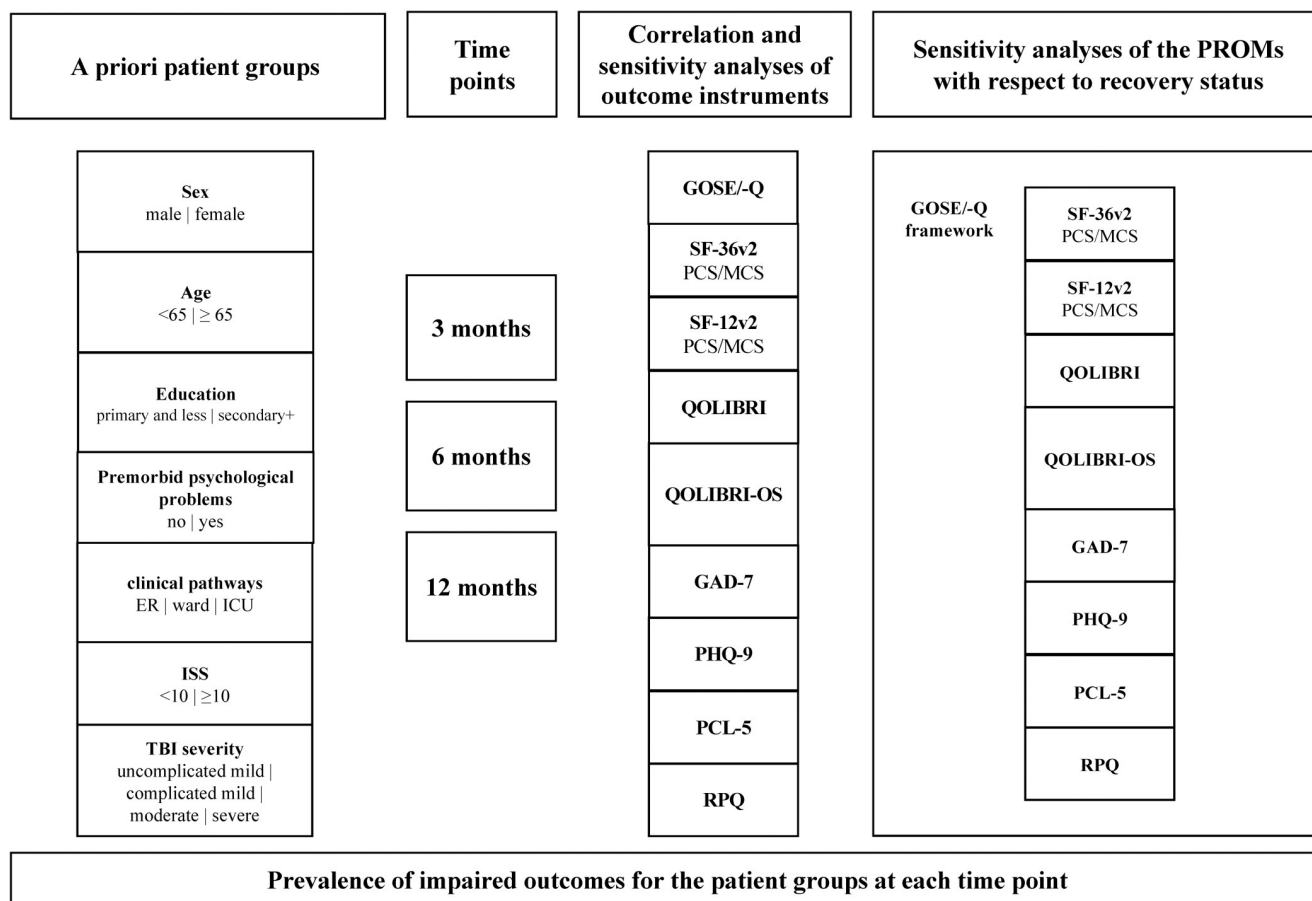 A priori patient groups
Time
points
Correlation and
sensitivity analyses of
outcome instruments
Sensitivity analyses of the PROMs
with respect to recovery status
Sex
male | female
Age
<65 | ≥ 65
Education
primary and less | secondary+
Premorbid psychological
problems
no | yes
clinical pathways
ER | ward | ICU
ISS
<10 | ≥10
TBI severity
uncomplicated mild |
complicated mild |
moderate | severe
3 months
6 months
12 months
GOSE/-Q
SF-36v2
PCS/MCS
SF-12v2
PCS/MCS
QOLIBRI
QOLIBRI-OS
GAD-7
PHQ-9
PCL-5
RPQ
GOSE/-Q
framework
SF-36v2
PCS/MCS
SF-12v2
PCS/MCS
QOLIBRI
QOLIBRI-OS
GAD-7
PHQ-9
PCL-5
RPQ
Prevalence of impaired outcomes for the patient groups at each time point